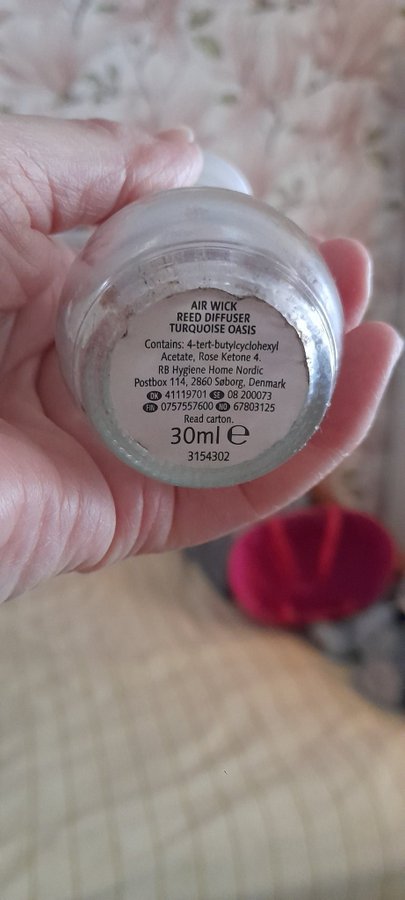 AIR WICK
REED DIFFUSER
TURQUOISE OASIS
Contains: 4-tert-butylcyclohexyl
Acetate, Rose Ketone 4.
RB Hygiene Home Nordic
Postbox 114, 2860 Søborg, Denmark
DK 41119701 SE 08 200073
FIN 0757557600 NO 67803125
Read carton.
30ml ℮
3154302